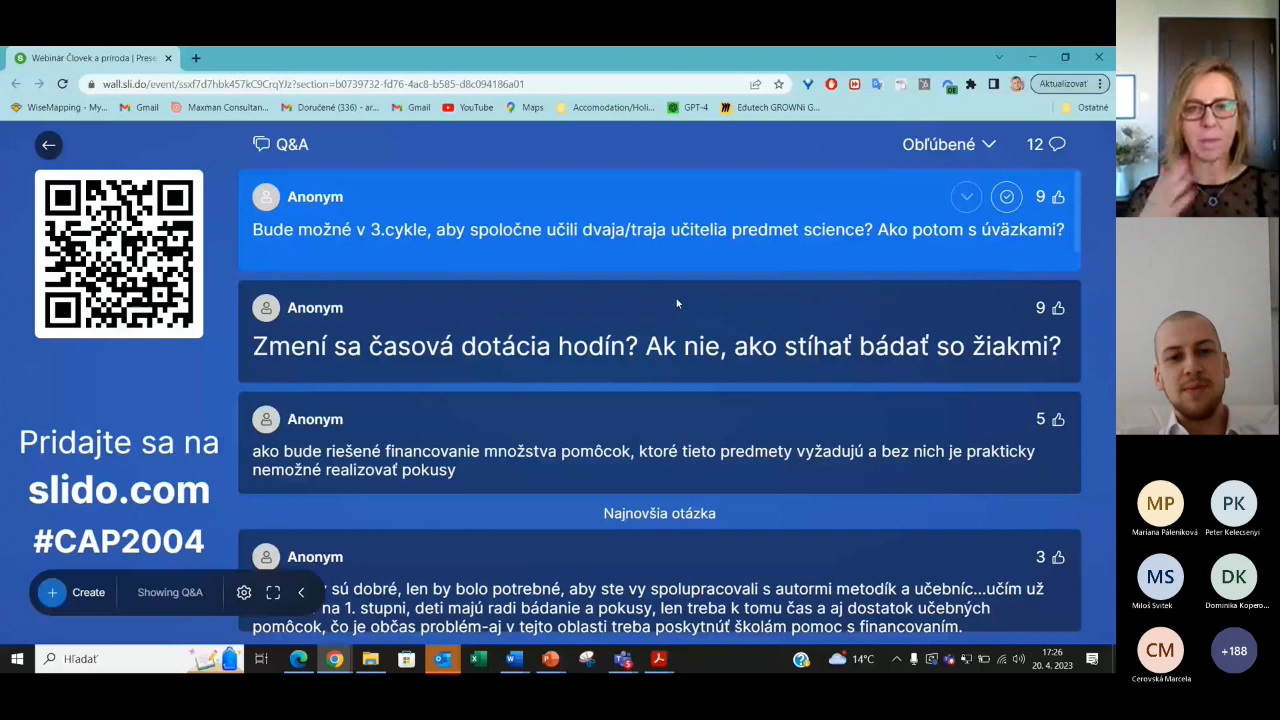 Webinár Človek a príroda | Prese
wall.sli.do/event/ssxf7d7hbk457kC9CrqYJz?section=b0739732-fd76-4ac8-b585-d8c094186a01
Aktualizovať
WiseMapping - My...
Gmail
Maxman Consultan...
Doručené (336) - ar...
Gmail
YouTube
Maps
Accomodation/Holi...
GPT-4
Edutech GROWNi G...
Ostatné
Q&A
Obľúbené
12
Anonym
9
Bude možné v 3.cykle, aby spoločne učili dvaja/traja učitelia predmet science? Ako potom s úväzkami?
Anonym
9
Zmení sa časová dotácia hodín? Ak nie, ako stíhať bádať so žiakmi?
Anonym
5
ako bude riešené financovanie množstva pomôcok, ktoré tieto predmety vyžadujú a bez nich je prakticky
nemožné realizovať pokusy
Najnovšia otázka
Anonym
3
sú dobré, len by bolo potrebné, aby ste vy spolupracovali s autormi metodík a učebníc...učím už
na 1. stupni, deti majú radi bádanie a pokusy, len treba k tomu čas a aj dostatok učebných
pomôcok, čo je občas problém-aj v tejto oblasti treba poskytnúť školám pomoc s financovaním.
Pridajte sa na
slido.com
#CAP2004
Create
Showing Q&A
Hľadať
14°C
17:26
20. 4. 2023
MP
Mariana Páleníková
PK
Peter Kelecsenyi
MS
Miloš Svitek
DK
Dominika Kopero...
CM
Cerovská Marcela
+188